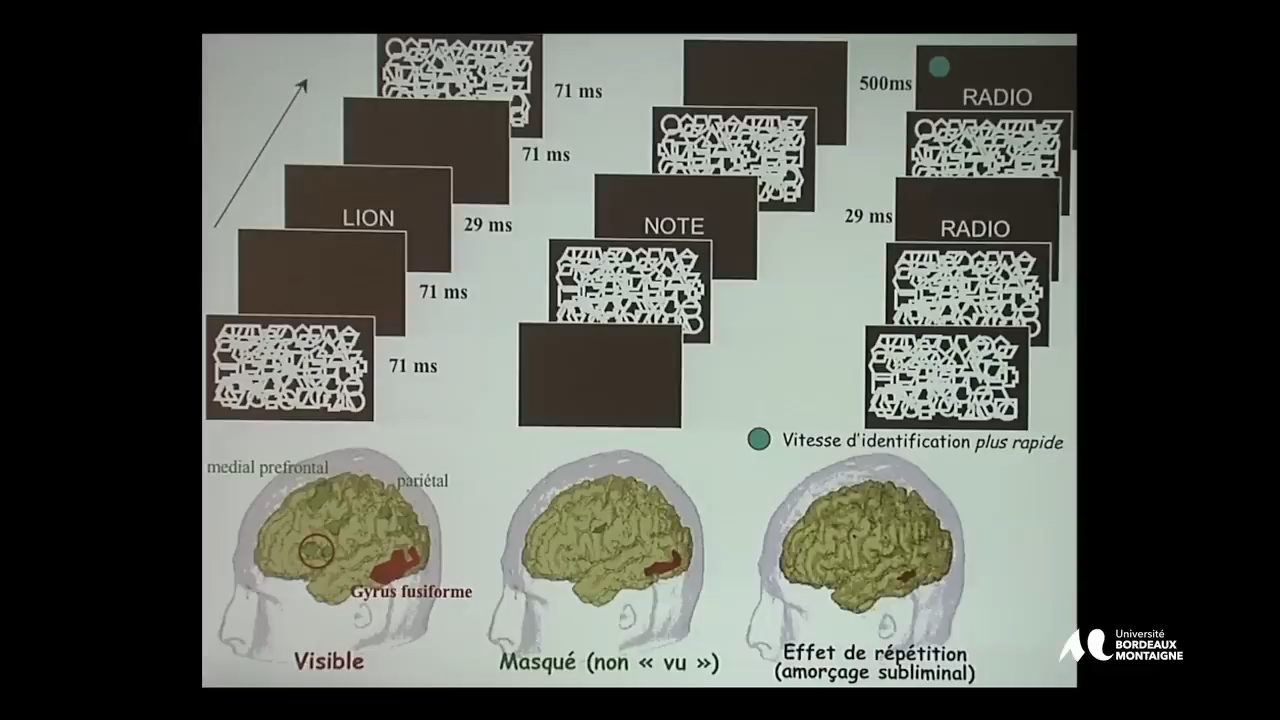 71 ms
71 ms
LION
29 ms
71 ms
71 ms
NOTE
500ms
RADIO
29 ms
RADIO
Vitesse d'identification plus rapide
medial prefrontal
pariétal
Gyrus fusiforme
Visible
Masqué (non « vu »)
Effet de répétition
(amorçage subliminal)
Université
BORDEAUX
MONTAIGNE